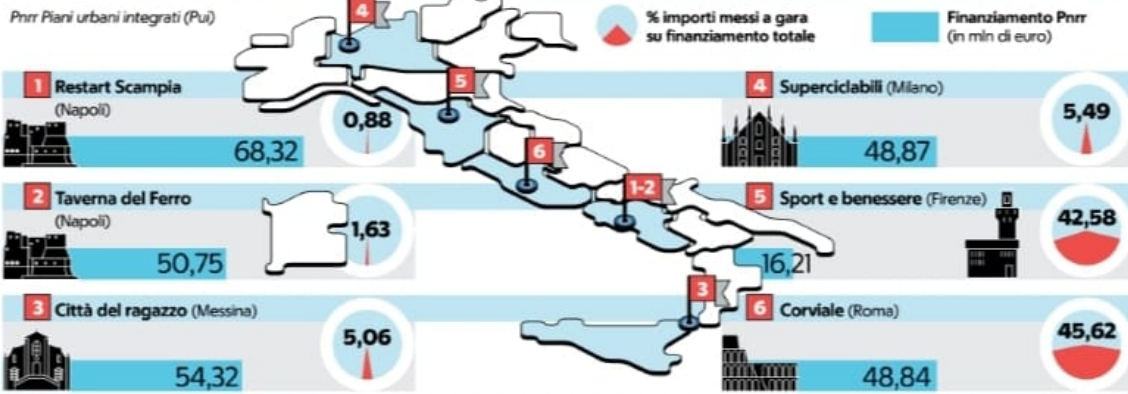 Pnrr Piani urbani integrati (Pui)
% importi messi a gara
su finanziamento totale
Finanziamento Pnrr
(in mln di euro)
1 Restart Scampia
(Napoli)
0,88
68,32
2 Taverna del Ferro
(Napoli)
1,63
50,75
3 Città del ragazzo (Messina)
5,06
54,32
4
5
6
1-2
3
4 Superciclabili (Milano)
5,49
48,87
5 Sport e benessere (Firenze)
42,58
16,21
6 Corviale (Roma)
45,62
48,84